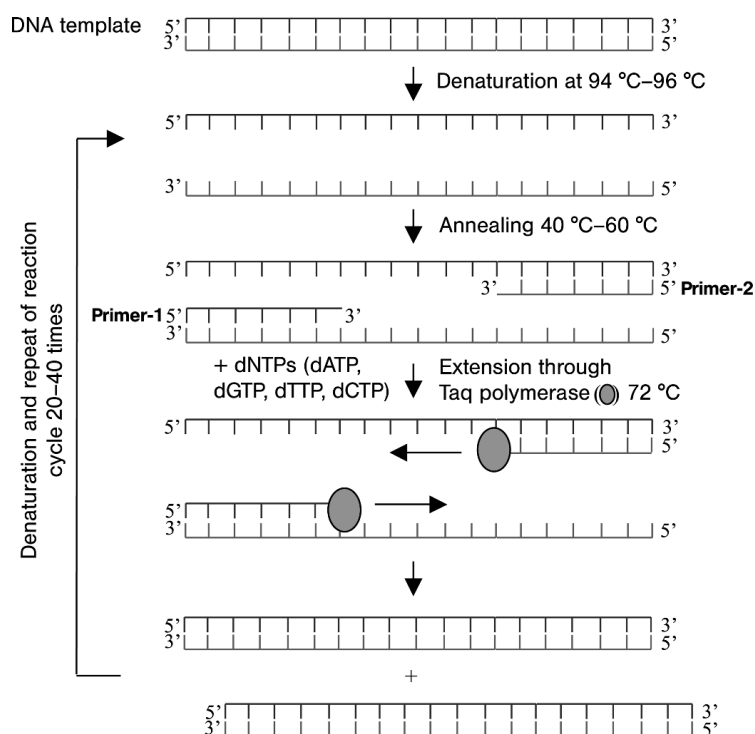 DNA template 5’ 3’
3’ 5’
Denaturation at 94 °C–96 °C
5’ 3’
3’ 5’
Annealing 40 °C–60 °C
5’ 3’
3’ 5’ Primer-2
Primer-1 5’ 3’
3’ 5’
+ dNTPs (dATP,
dGTP, dTTP, dCTP)
Extension through
Taq polymerase ( ) 72 °C
5’ 3’
5’
5’
3’ 5’
5’ 3’
3’ 5’
+
5’ 3’
3’ 5’
Denaturation and repeat of reaction
cycle 20–40 times